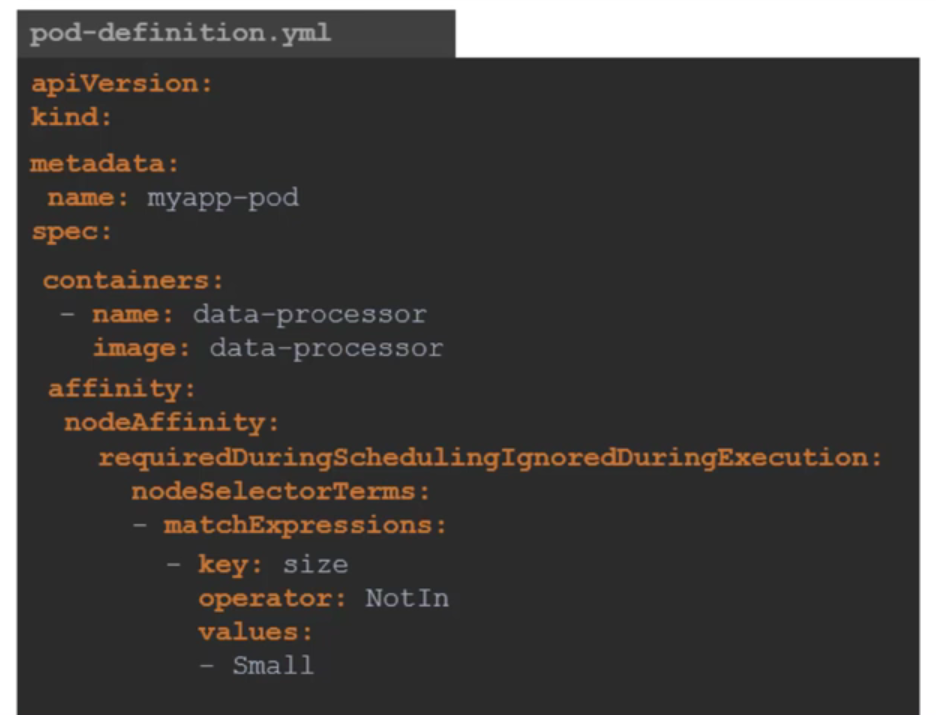 pod-definition.yml
apiVersion:
kind:
metadata:
name: myapp-pod
spec:
containers:
- name: data-processor
image: data-processor
affinity:
nodeAffinity:
requiredDuringSchedulingIgnoredDuringExecution:
nodeSelectorTerms:
- matchExpressions:
- key: size
operator: NotIn
values:
- Small